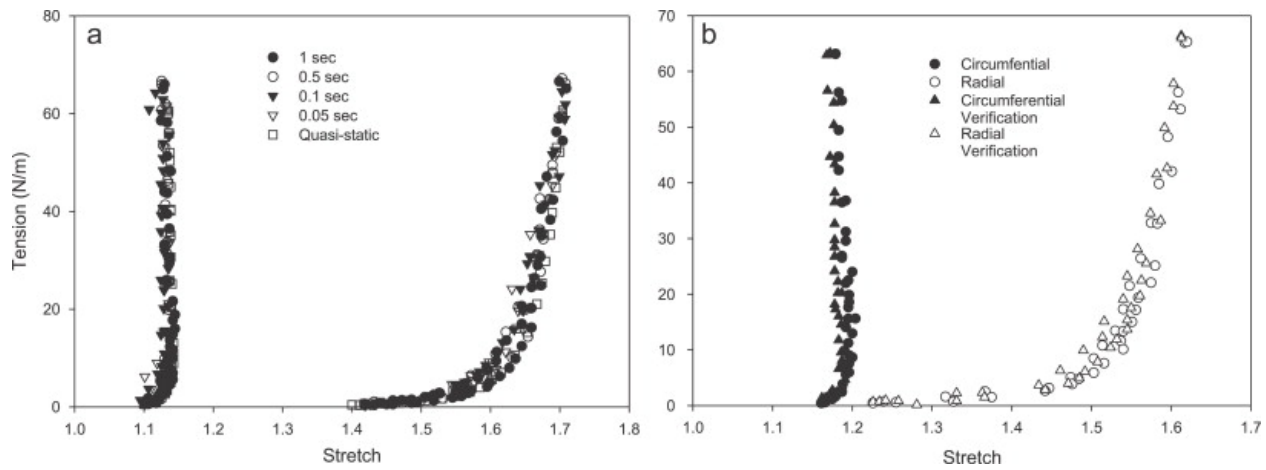 a
80
60
40
20
0
Tension (N/m)
1 sec
0.5 sec
0.1 sec
0.05 sec
Quasi-static
1.0 1.1 1.2 1.3 1.4 1.5 1.6 1.7 1.8
Stretch
b
70
60
50
40
30
20
10
0
Circumfential
Radial
Circumferential
Verification
Radial
Verification
1.0 1.1 1.2 1.3 1.4 1.5 1.6 1.7
Stretch